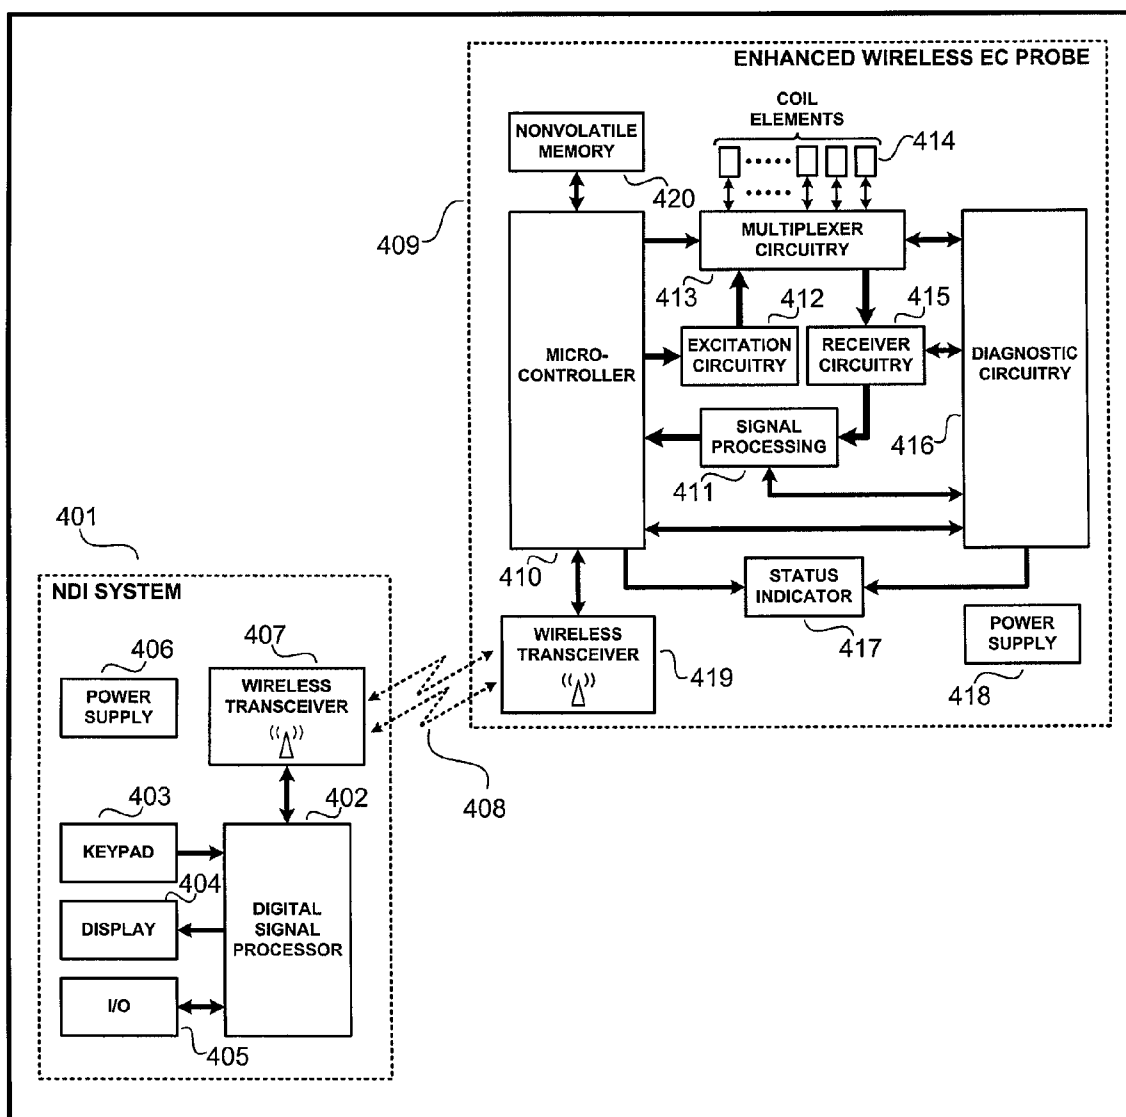 ENHANCED WIRELESS EC PROBE
COIL
ELEMENTS
414
NONVOLATILE
MEMORY
420
409
MULTIPLEXER
CIRCUITRY
413
412
415
MICRO-
CONTROLLER
EXCITATION
CIRCUITRY
RECEIVER
CIRCUITRY
DIAGNOSTIC
CIRCUITRY
SIGNAL
PROCESSING
416
411
401
410
STATUS
INDICATOR
417
NDI SYSTEM
POWER
SUPPLY
418
WIRELESS
TRANSCEIVER
419
407
406
WIRELESS
TRANSCEIVER
POWER
SUPPLY
408
403
402
KEYPAD
404
DISPLAY
DIGITAL
SIGNAL
PROCESSOR
I/O
405